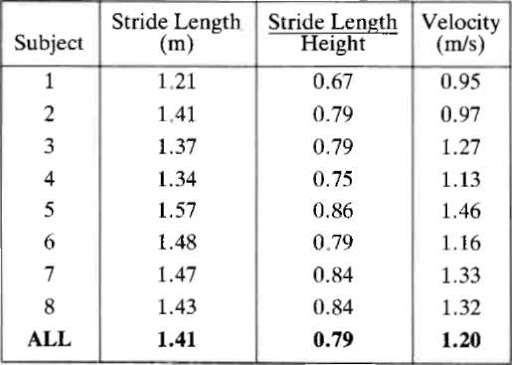 Subject Stride Length (m) Stride Length Height Velocity (m/s)
1 1.21 0.67 0.95
2 1.41 0.79 0.97
3 1.37 0.79 1.27
4 1.34 0.75 1.13
5 1.57 0.86 1.46
6 1.48 0.79 1.16
7 1.47 0.84 1.33
8 1.43 0.84 1.32
ALL 1.41 0.79 1.20